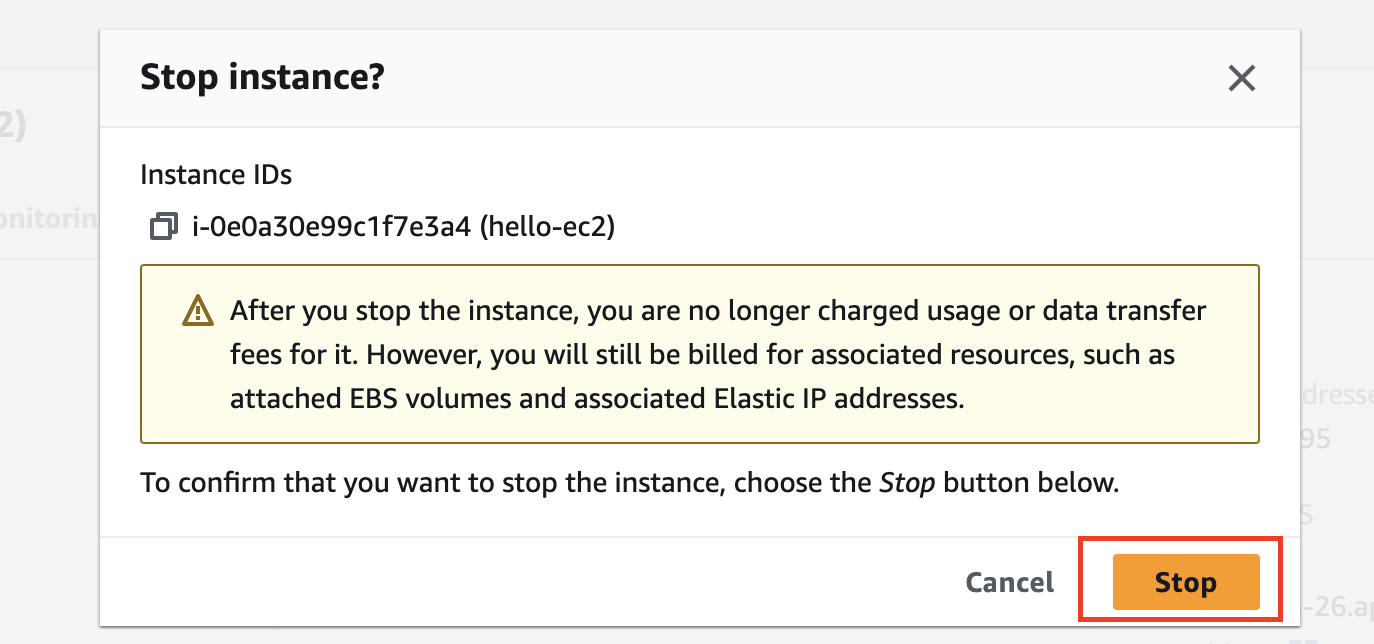 Stop instance?
2)
Instance IDs
onitorin
i-0e0a30e99c1f7e3a4 (hello-ec2)
After you stop the instance, you are no longer charged usage or data transfer
fees for it. However, you will still be billed for associated resources, such as
attached EBS volumes and associated Elastic IP addresses.
dresse
95
To confirm that you want to stop the instance, choose the Stop button below.
S
Cancel
Stop
-26.ap